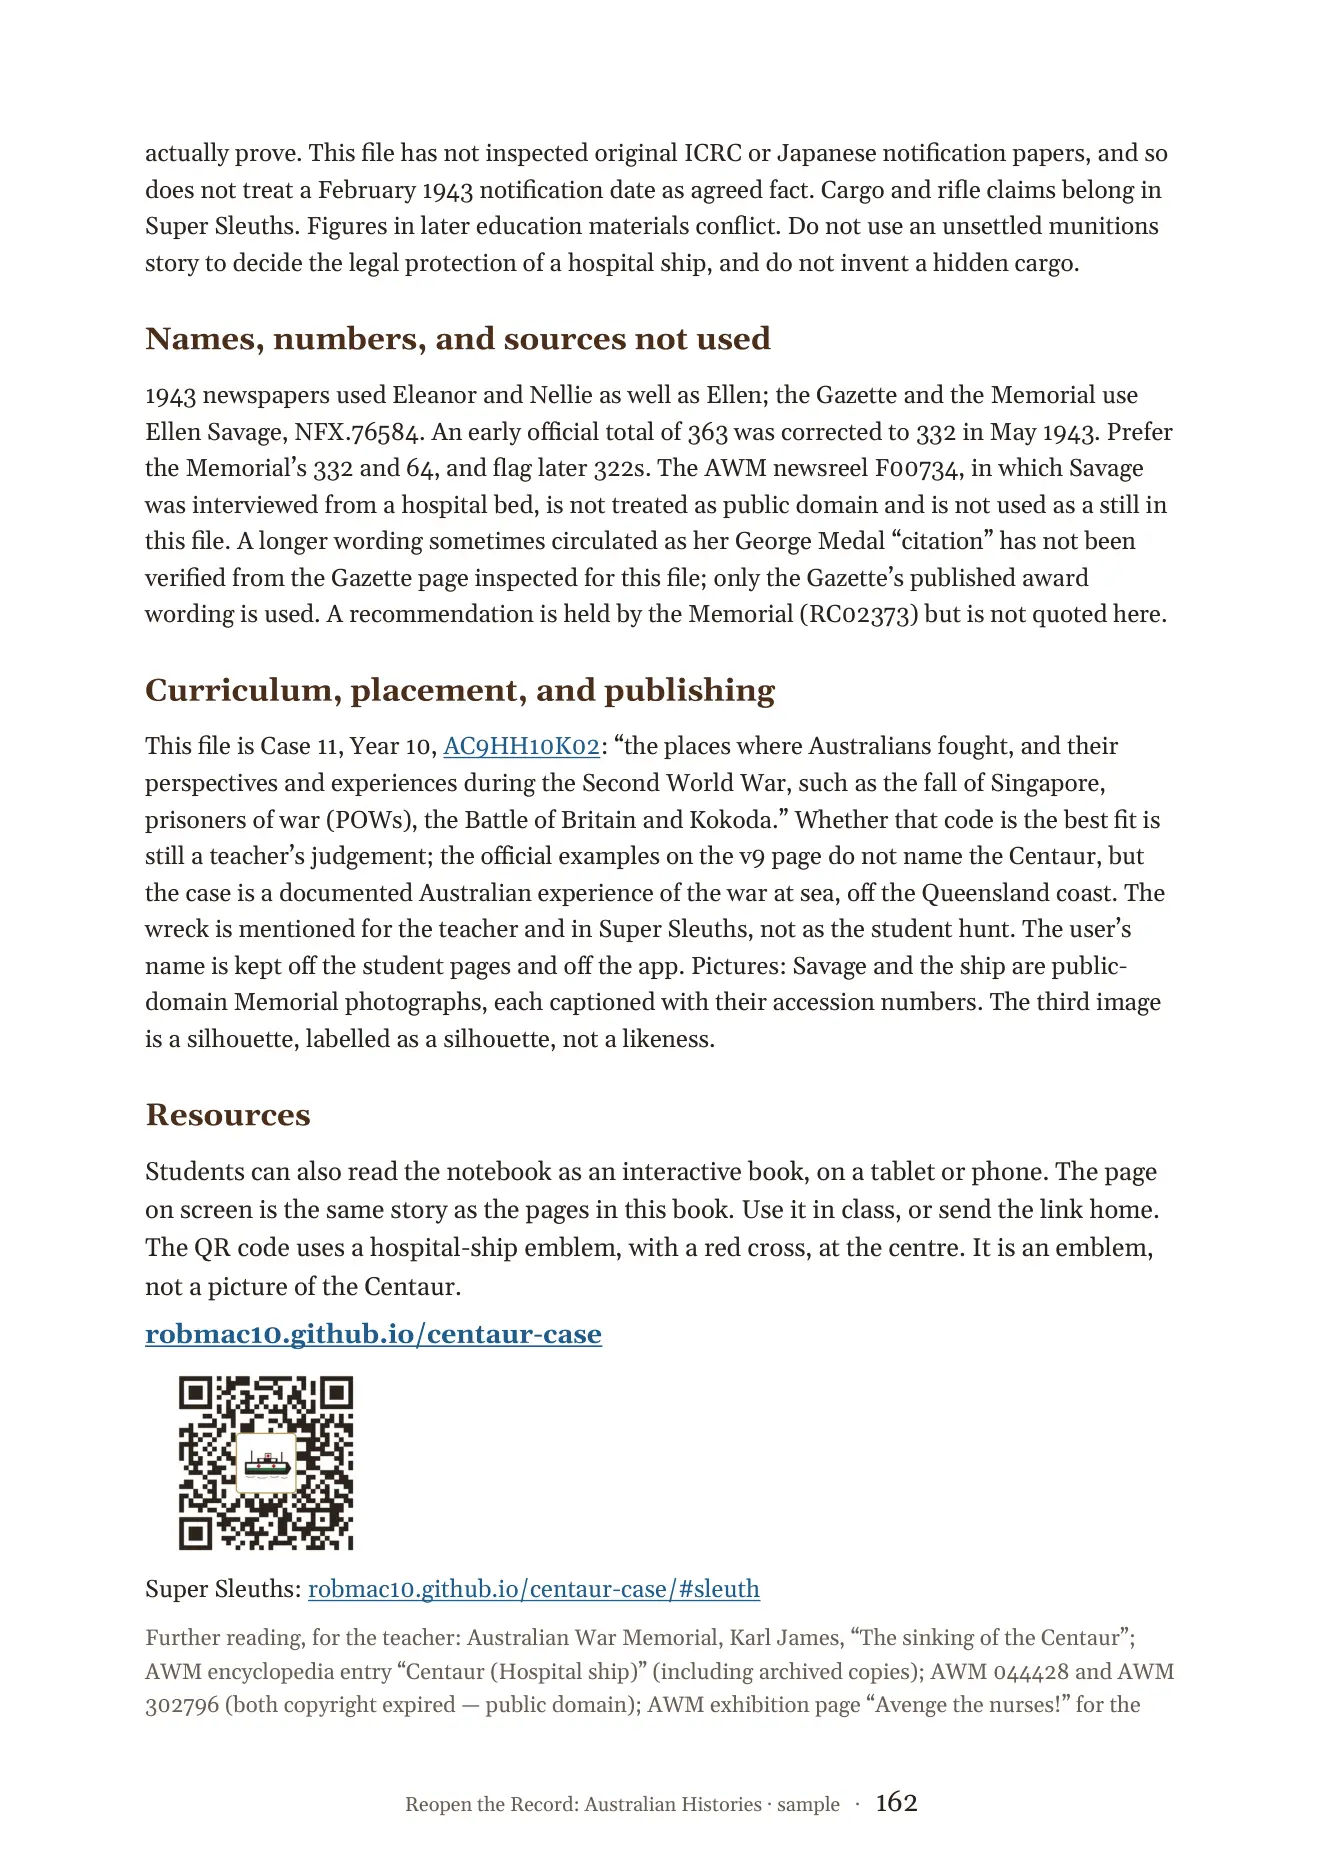 actually prove. This file has not inspected original ICRC or Japanese notification papers, and so
does not treat a February 1943 notification date as agreed fact. Cargo and rifle claims belong in
Super Sleuths. Figures in later education materials conflict. Do not use an unsettled munitions
story to decide the legal protection of a hospital ship, and do not invent a hidden cargo.
Names, numbers, and sources not used
1943 newspapers used Eleanor and Nellie as well as Ellen; the Gazette and the Memorial use
Ellen Savage, NFX.76584. An early official total of 363 was corrected to 332 in May 1943. Prefer
the Memorial’s 332 and 64, and flag later 322s. The AWM newsreel F00734, in which Savage
was interviewed from a hospital bed, is not treated as public domain and is not used as a still in
this file. A longer wording sometimes circulated as her George Medal “citation” has not been
verified from the Gazette page inspected for this file; only the Gazette’s published award
wording is used. A recommendation is held by the Memorial (RC02373) but is not quoted here.
Curriculum, placement, and publishing
This file is Case 11, Year 10, AC9HH10K02: “the places where Australians fought, and their
perspectives and experiences during the Second World War, such as the fall of Singapore,
prisoners of war (POWs), the Battle of Britain and Kokoda.” Whether that code is the best fit is
still a teacher’s judgement; the official examples on the v9 page do not name the Centaur, but
the case is a documented Australian experience of the war at sea, off the Queensland coast. The
wreck is mentioned for the teacher and in Super Sleuths, not as the student hunt. The user’s
name is kept off the student pages and off the app. Pictures: Savage and the ship are public-
domain Memorial photographs, each captioned with their accession numbers. The third image
is a silhouette, labelled as a silhouette, not a likeness.
Resources
Students can also read the notebook as an interactive book, on a tablet or phone. The page
on screen is the same story as the pages in this book. Use it in class, or send the link home.
The QR code uses a hospital-ship emblem, with a red cross, at the centre. It is an emblem,
not a picture of the Centaur.
robmac10.github.io/centaur-case
Super Sleuths: robmac10.github.io/centaur-case/#sleuth
Further reading, for the teacher: Australian War Memorial, Karl James, “The sinking of the Centaur”;
AWM encyclopedia entry “Centaur (Hospital ship)” (including archived copies); AWM 044428 and AWM
302796 (both copyright expired — public domain); AWM exhibition page “Avenge the nurses!” for the
Reopen the Record: Australian Histories · sample · 162